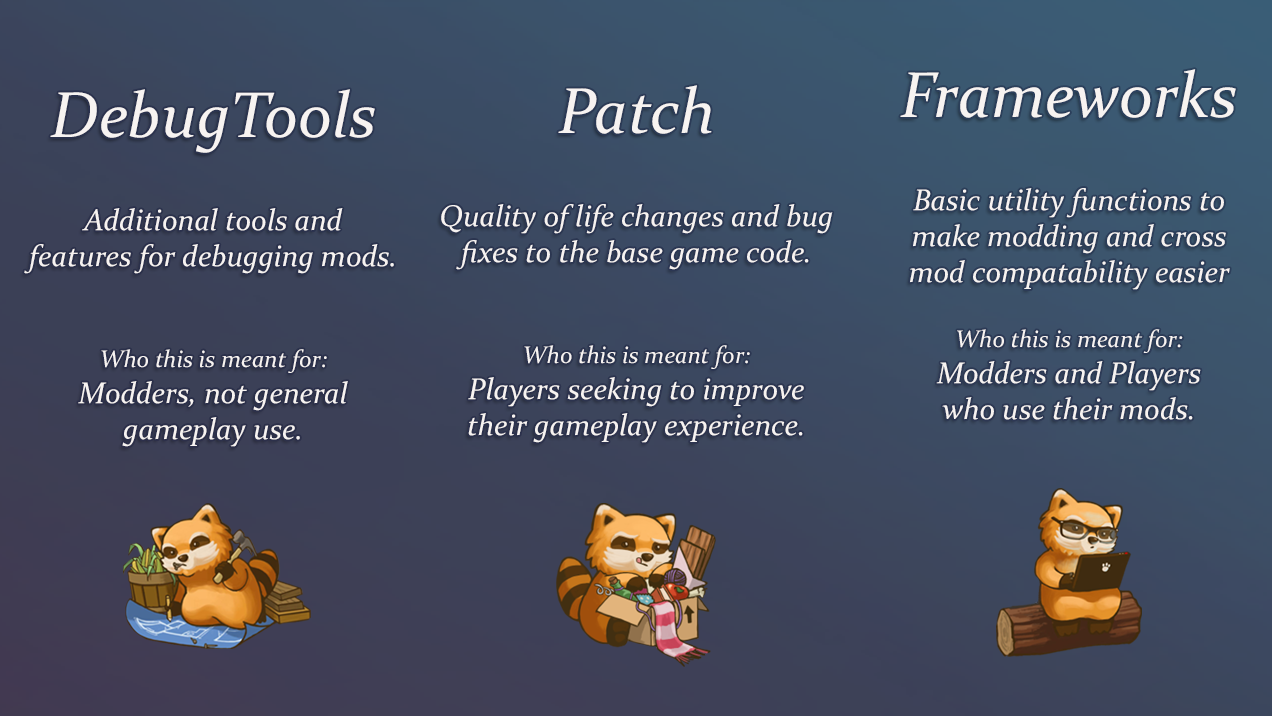 DebugTools
Additional tools and
features for debugging mods.
Who this is meant for:
Modders, not general
gameplay use.
Patch
Quality of life changes and bug
fixes to the base game code.
Who this is meant for:
Players seeking to improve
their gameplay experience.
Frameworks
Basic utility functions to
make modding and cross
mod compatability easier
Who this is meant for:
Modders and Players
who use their mods.